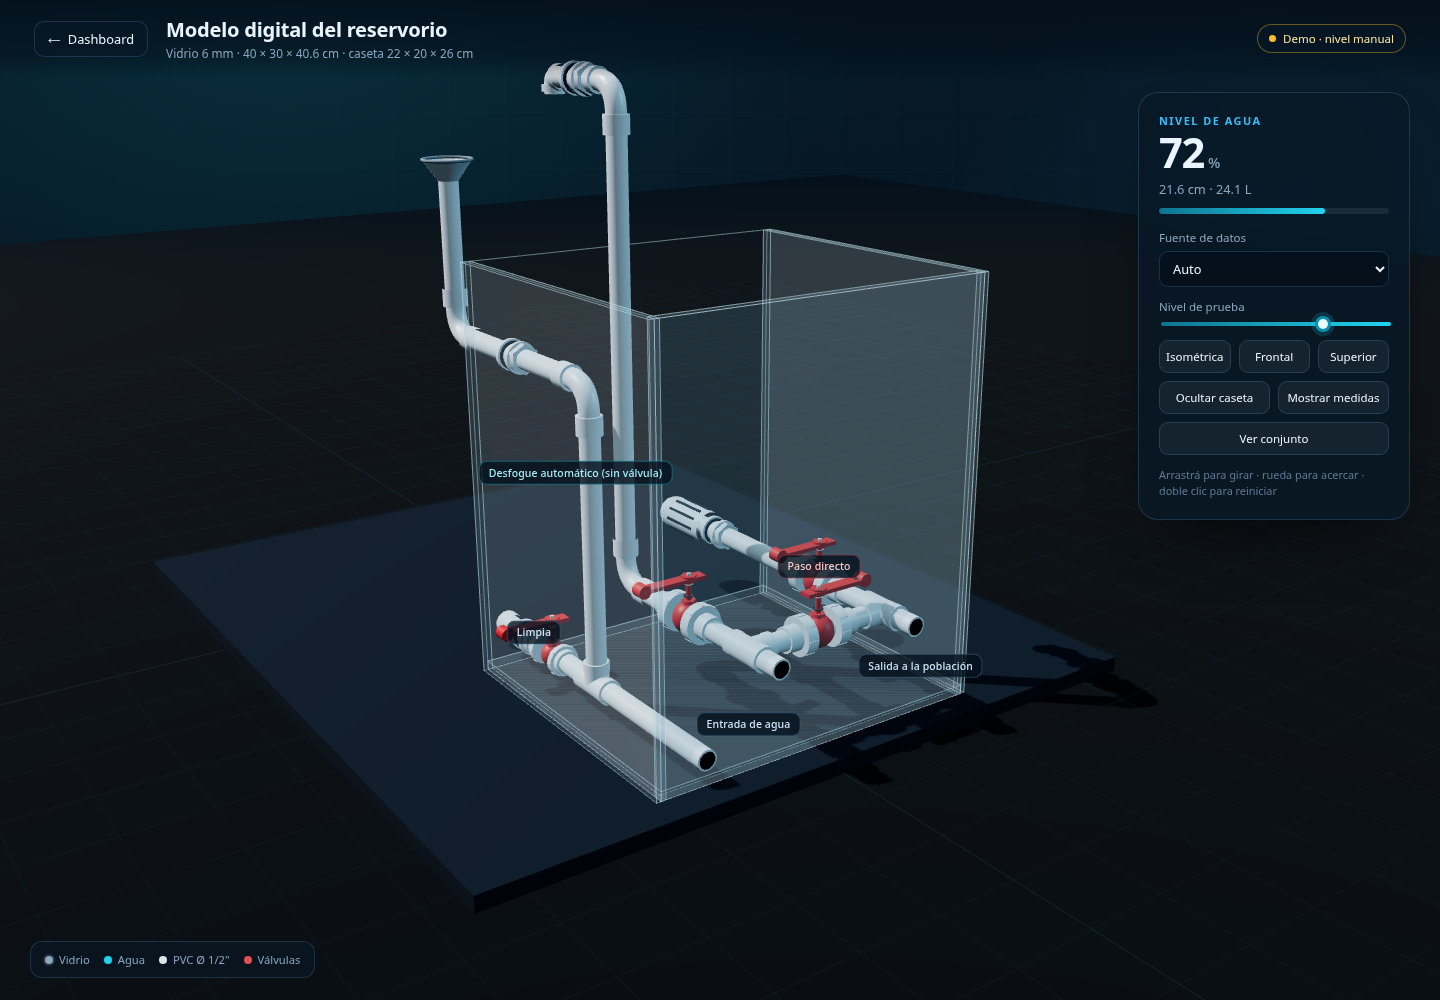 ← Dashboard
Modelo digital del reservorio
Vidrio 6 mm · 40 × 30 × 40.6 cm · caseta 22 × 20 × 26 cm
Demo · nivel manual
NIVEL DE AGUA
72 %
21.6 cm · 24.1 L
Fuente de datos
Auto
Nivel de prueba
Isométrica
Frontal
Superior
Ocultar caseta
Mostrar medidas
Ver conjunto
Arrastrá para girar · rueda para acercar ·
doble clic para reiniciar
Desfogue automático (sin válvula)
Paso directo
Limpia
Salida a la población
Entrada de agua
Vidrio
Agua
PVC Ø 1/2"
Válvulas